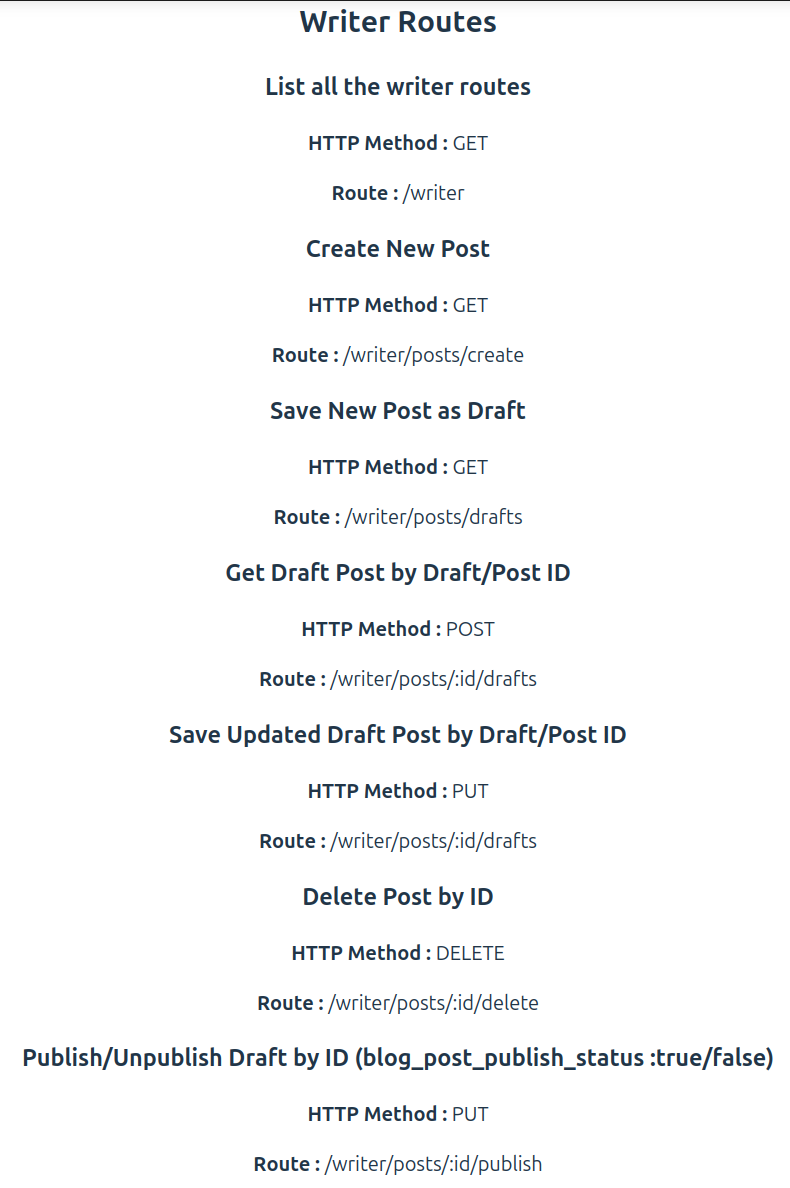 Writer Routes
List all the writer routes
HTTP Method : GET
Route : /writer
Create New Post
HTTP Method : GET
Route : /writer/posts/create
Save New Post as Draft
HTTP Method : GET
Route : /writer/posts/drafts
Get Draft Post by Draft/Post ID
HTTP Method : POST
Route : /writer/posts/:id/drafts
Save Updated Draft Post by Draft/Post ID
HTTP Method : PUT
Route : /writer/posts/:id/drafts
Delete Post by ID
HTTP Method : DELETE
Route : /writer/posts/:id/delete
Publish/Unpublish Draft by ID (blog_post_publish_status :true/false)
HTTP Method : PUT
Route : /writer/posts/:id/publish